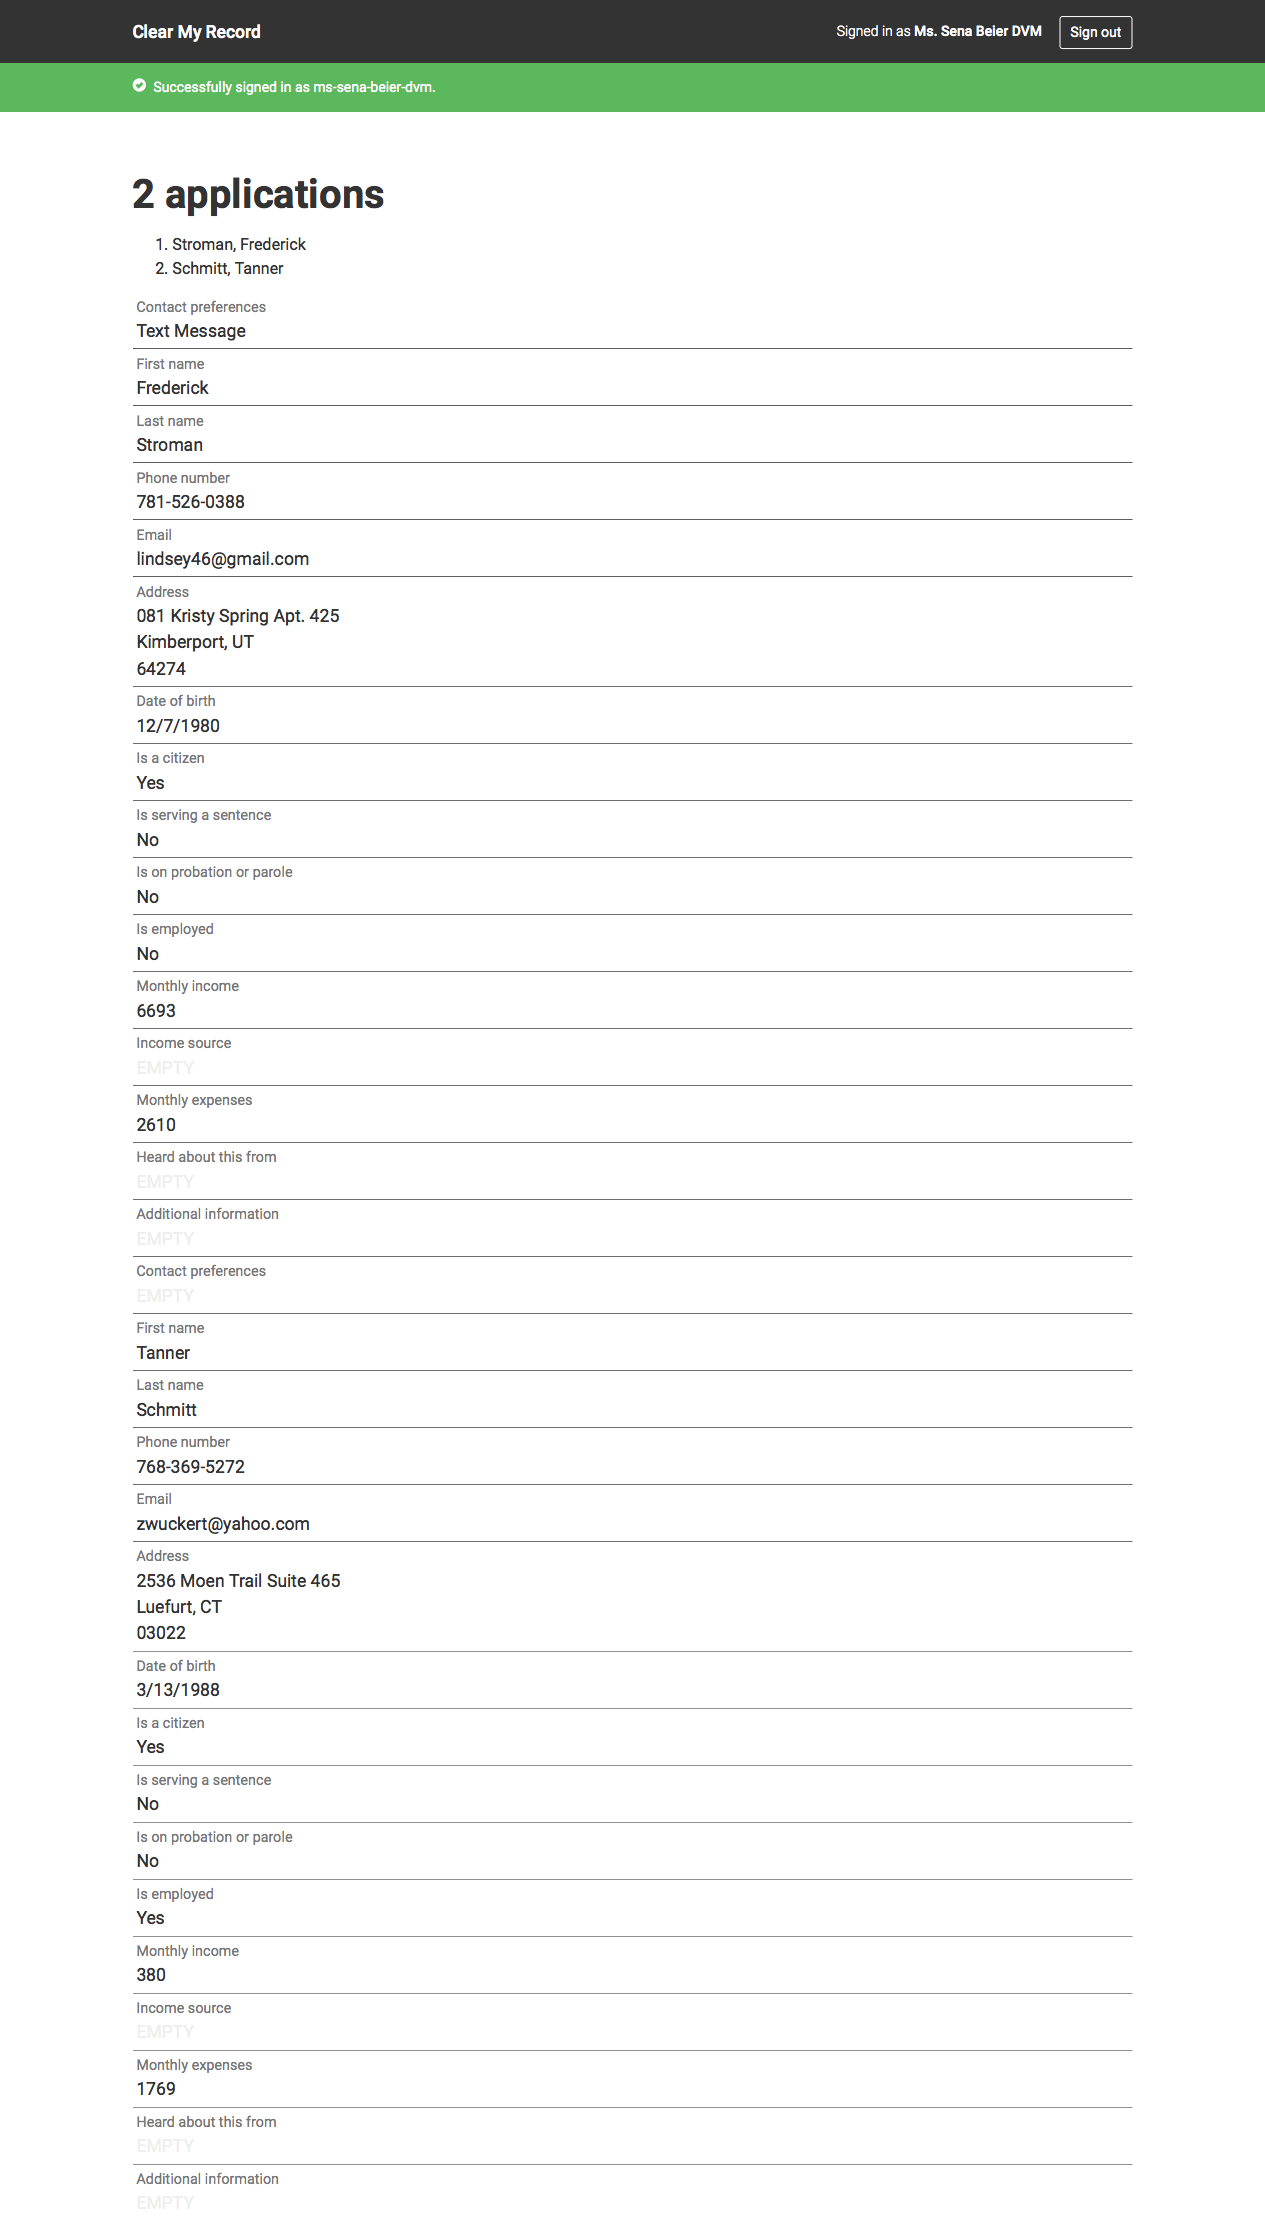 Clear My Record
Signed in as Ms. Sena Beier DVM
Sign out
Successfully signed in as ms-sena-beier-dvm.
2 applications
1. Stroman, Frederick
2. Schmitt, Tanner
Contact preferences
Text Message
First name
Frederick
Last name
Stroman
Phone number
781-526-0388
Email
lindsey46@gmail.com
Address
081 Kristy Spring Apt. 425
Kimberport, UT
64274
Date of birth
12/7/1980
Is a citizen
Yes
Is serving a sentence
No
Is on probation or parole
No
Is employed
No
Monthly income
6693
Income source
EMPTY
Monthly expenses
2610
Heard about this from
EMPTY
Additional information
EMPTY
Contact preferences
EMPTY
First name
Tanner
Last name
Schmitt
Phone number
768-369-5272
Email
zwuckert@yahoo.com
Address
2536 Moen Trail Suite 465
Luefurt, CT
03022
Date of birth
3/13/1988
Is a citizen
Yes
Is serving a sentence
No
Is on probation or parole
No
Is employed
Yes
Monthly income
380
Income source
EMPTY
Monthly expenses
1769
Heard about this from
EMPTY
Additional information
EMPTY